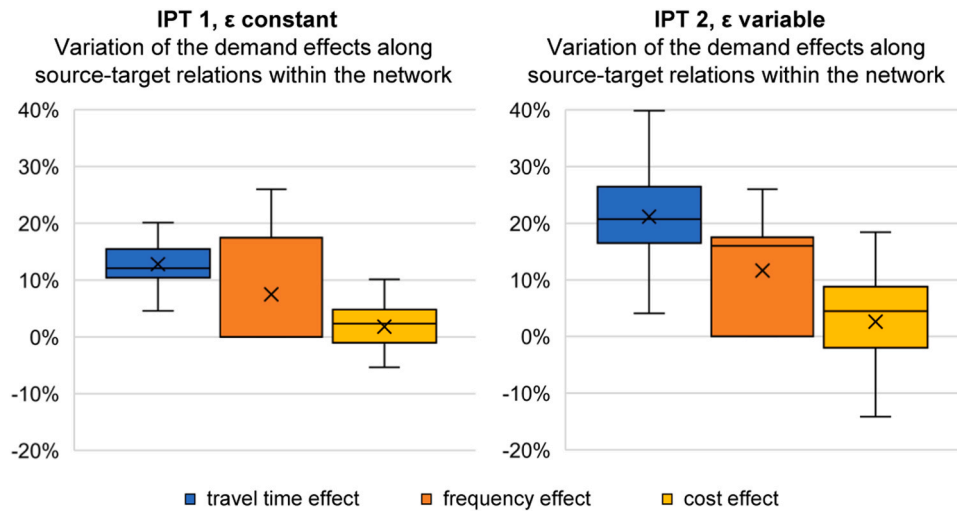 IPT 1, ε constant
Variation of the demand effects along
source-target relations within the network
40%
30%
20%
10%
0%
-10%
-20%
IPT 2, ε variable
Variation of the demand effects along
source-target relations within the network
40%
30%
20%
10%
0%
-10%
-20%
travel time effect
frequency effect
cost effect